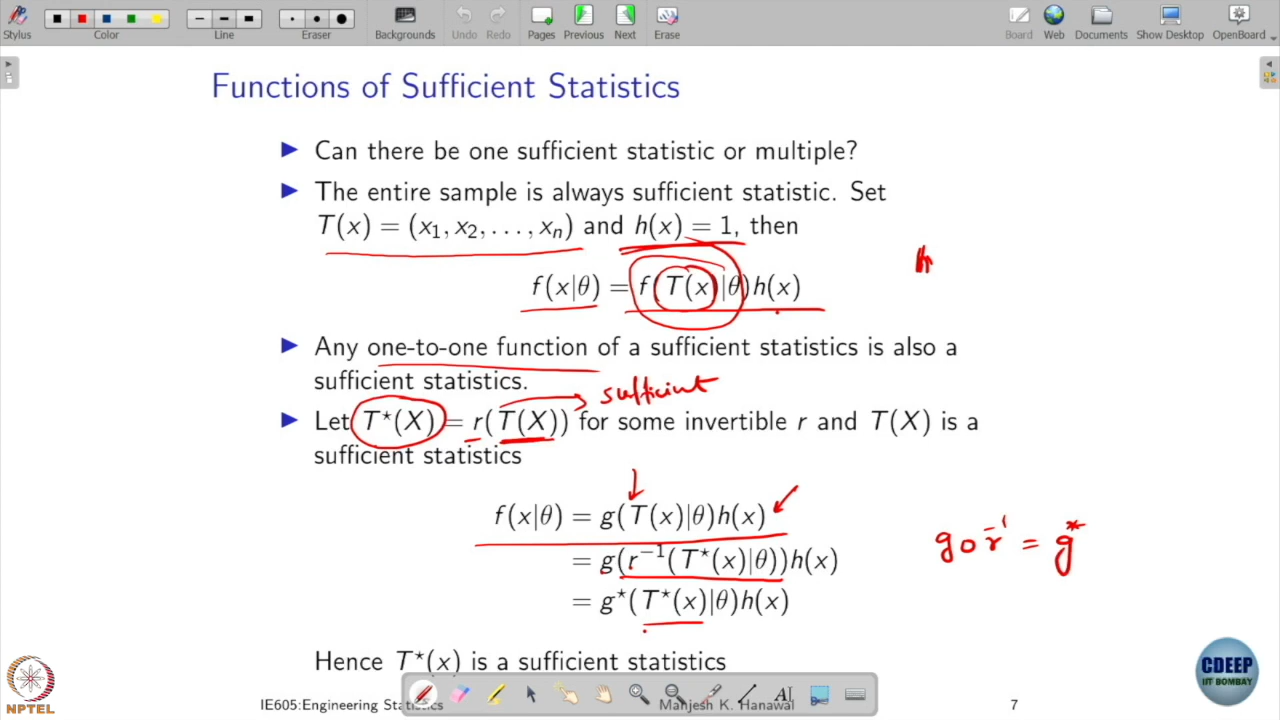 Stylus Color Line Eraser Backgrounds Undo Redo Pages Previous Next Erase Board Web Documents Show Desktop OpenBoard
Functions of Sufficient Statistics
Can there be one sufficient statistic or multiple?
The entire sample is always sufficient statistic. Set
T(x) = (x₁, x₂, . . . , xₙ) and h(x) = 1, then
f(x|θ) = f(T(x)|θ)h(x)
Any one-to-one function of a sufficient statistics is also a
sufficient statistics.
sufficient
Let T⋆(X) = r(T(X)) for some invertible r and T(X) is a
sufficient statistics
f(x|θ) = g(T(x)|θ)h(x)
= g(r⁻¹(T⋆(x)|θ))h(x)
g o r⁻¹ = g*
= g⋆(T⋆(x)|θ)h(x)
Hence T⋆(x) is a sufficient statistics
NPTEL
CDEEP
IIT BOMBAY
IE605:Engineering Statistics Manjesh K. Hanawal 7